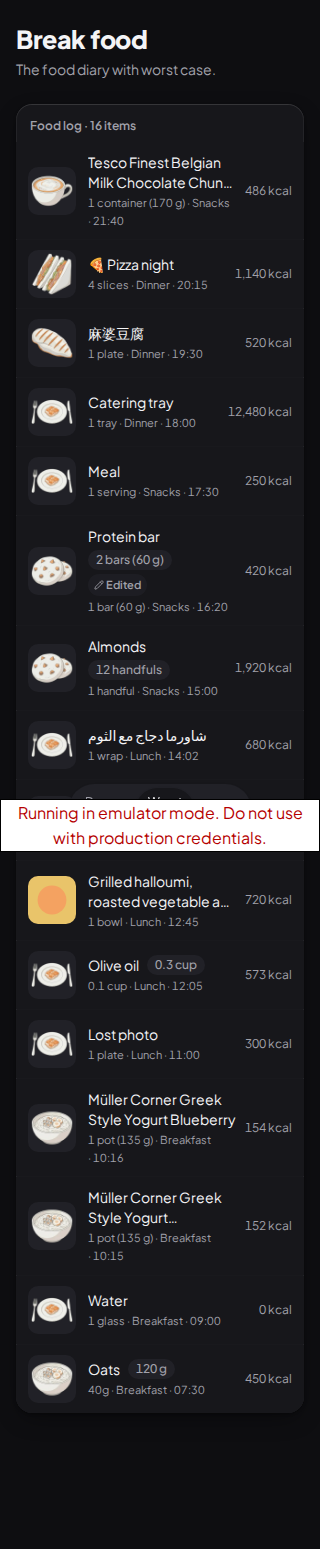 Break food
The food diary with worst case.
Food log · 16 items
Tesco Finest Belgian
Milk Chocolate Chun...
486 kcal
1 container (170 g) · Snacks
· 21:40
🍕 Pizza night
1,140 kcal
4 slices · Dinner · 20:15
麻婆豆腐
520 kcal
1 plate · Dinner · 19:30
Catering tray
12,480 kcal
1 tray · Dinner · 18:00
Meal
250 kcal
1 serving · Snacks · 17:30
Protein bar
2 bars (60 g)
Edited
420 kcal
1 bar (60 g) · Snacks · 16:20
Almonds
12 handfuls
1,920 kcal
1 handful · Snacks · 15:00
شاورما دجاج مع الثوم
680 kcal
1 wrap · Lunch · 14:02
Running in emulator mode. Do not use
with production credentials.
Grilled halloumi,
roasted vegetable a...
720 kcal
1 bowl · Lunch · 12:45
Olive oil 0.3 cup
573 kcal
0.1 cup · Lunch · 12:05
Lost photo
300 kcal
1 plate · Lunch · 11:00
Müller Corner Greek
Style Yogurt Blueberry
154 kcal
1 pot (135 g) · Breakfast
· 10:16
Müller Corner Greek
Style Yogurt...
152 kcal
1 pot (135 g) · Breakfast
· 10:15
Water
0 kcal
1 glass · Breakfast · 09:00
Oats 120 g
450 kcal
40g · Breakfast · 07:30